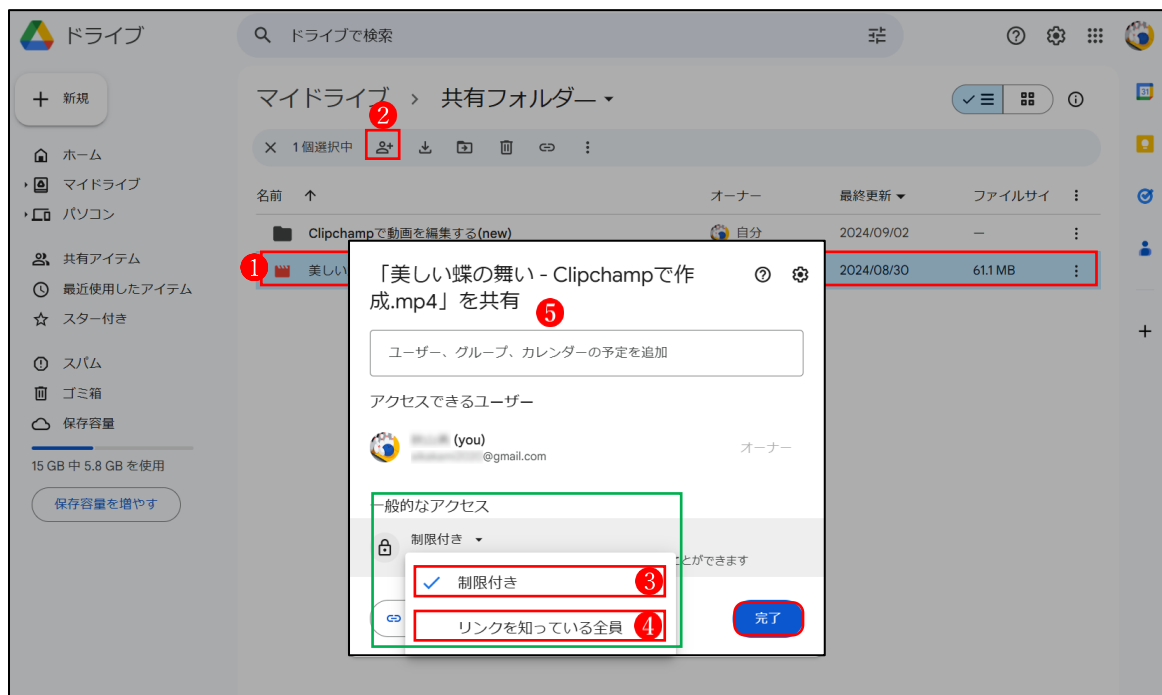 ドライブ
ドライブで検索
新規
マイドライブ › 共有フォルダー
2
31
1 個選択中
ホーム
マイドライブ
パソコン
共有アイテム
最近使用したアイテム
スター付き
スパム
ゴミ箱
保存容量
15 GB 中 5.8 GB を使用
保存容量を増やす
名前 オーナー 最終更新 ファイルサイ
Clipchampで動画を編集する(new) 自分 2024/09/02 —
1 美しい 2024/08/30 61.1 MB
「美しい蝶の舞い - Clipchampで作
成.mp4」を共有
5
ユーザー、グループ、カレンダーの予定を追加
アクセスできるユーザー
(you) オーナー
@gmail.com
一般的なアクセス
制限付き
ことができます
制限付き 3
リンクを知っている全員 4
完了